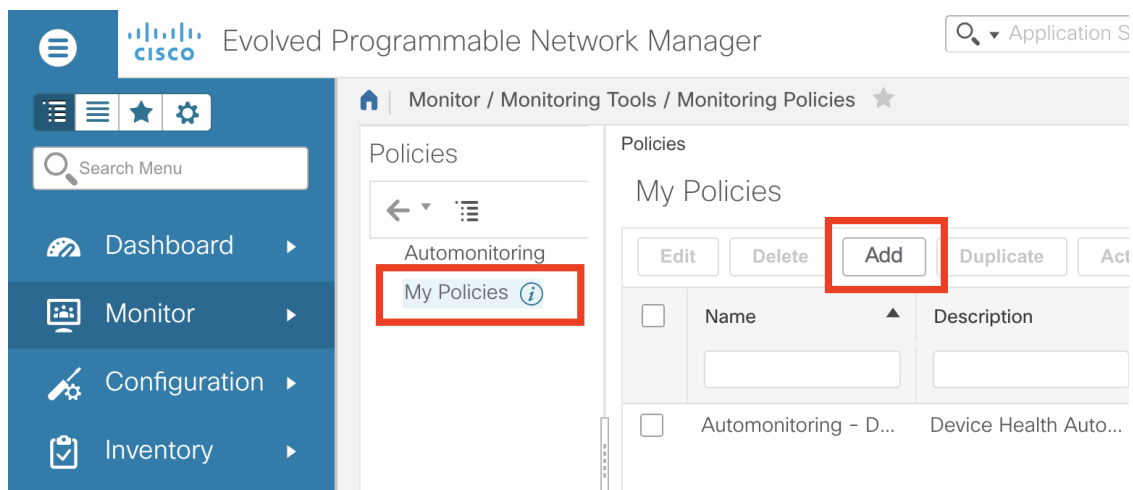 CISCO Evolved Programmable Network Manager
Application S
Monitor / Monitoring Tools / Monitoring Policies
Search Menu
Dashboard
Monitor
Configuration
Inventory
Policies
Automonitoring
My Policies i
Policies
My Policies
Edit Delete Add Duplicate Act
Name Description
Automonitoring - D... Device Health Auto...